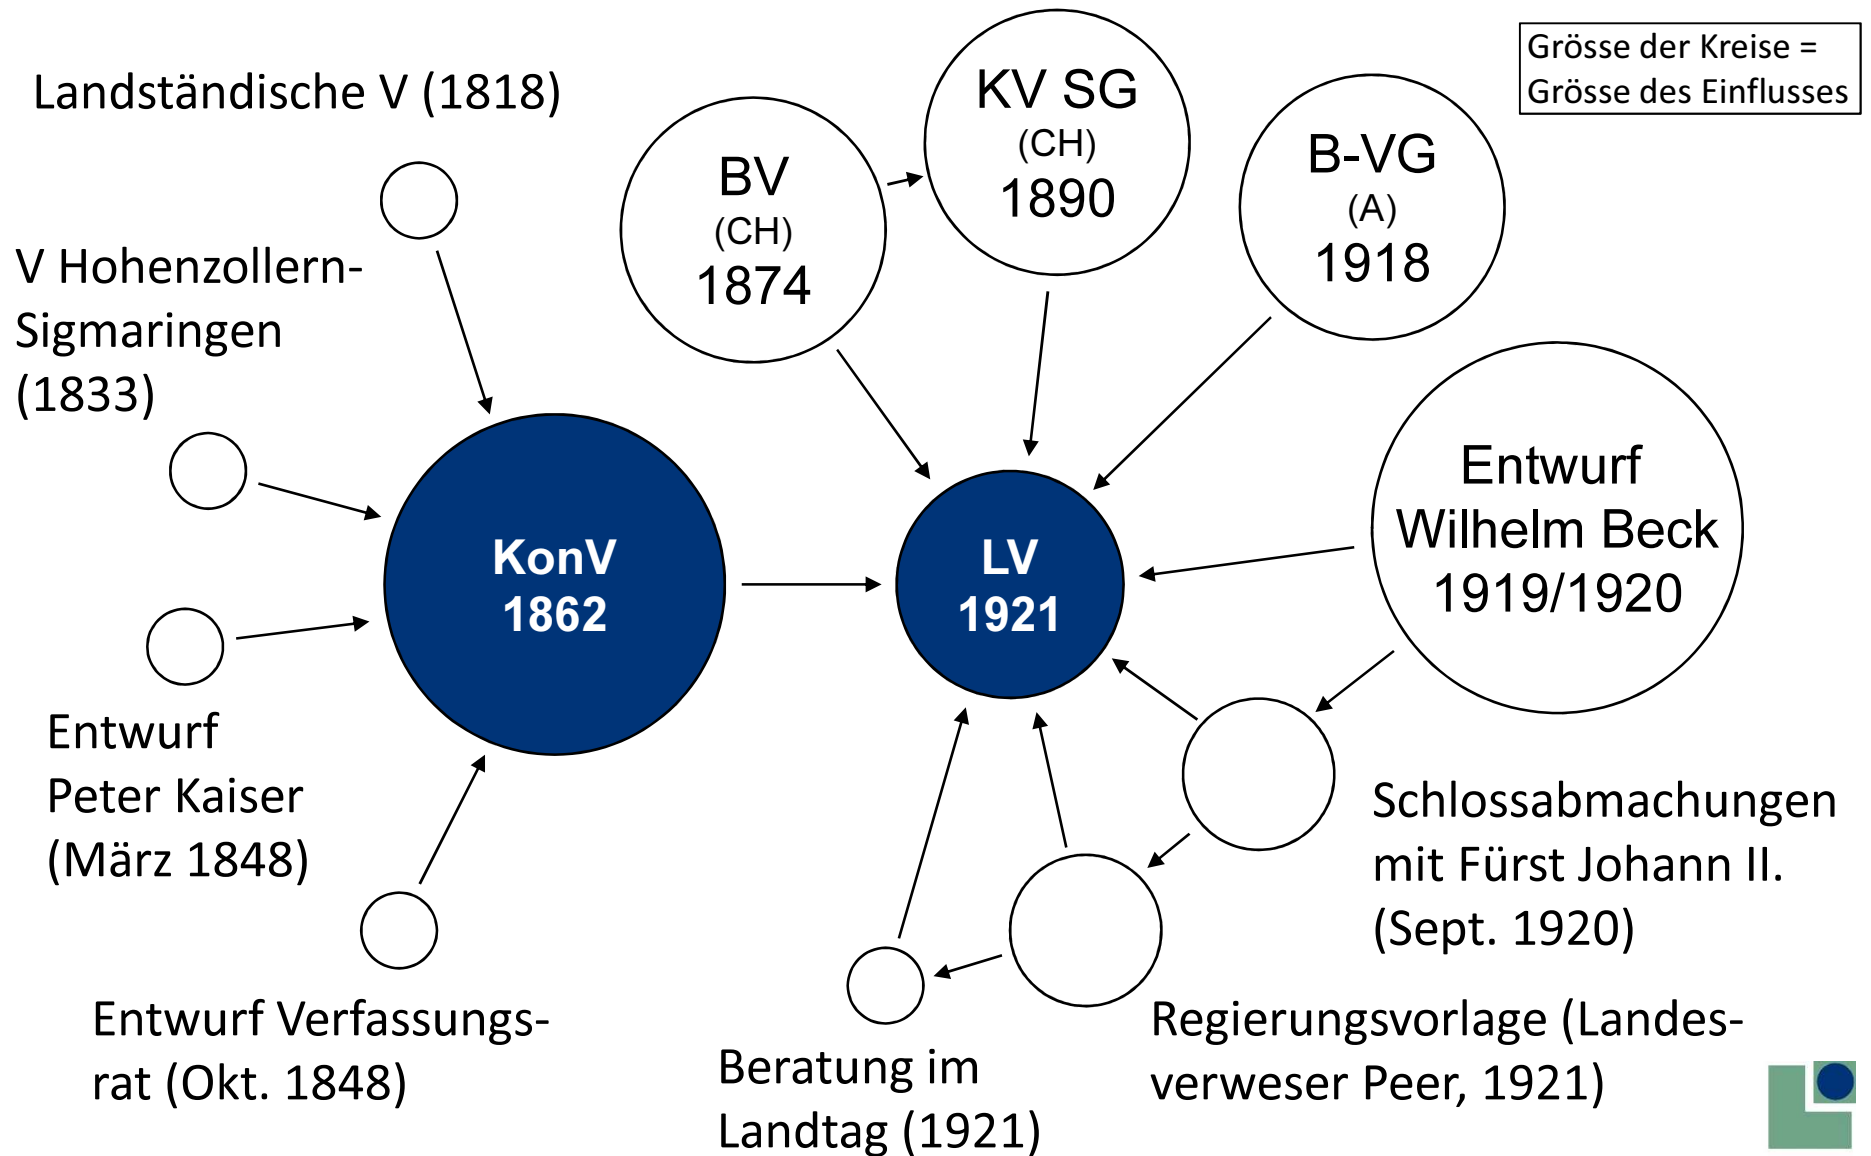 Landständische V (1818)
V Hohenzollern-
Sigmaringen
(1833)
Entwurf
Peter Kaiser
(März 1848)
Entwurf Verfassungs-
rat (Okt. 1848)
KonV
1862
BV
(CH)
1874
KV SG
(CH)
1890
B-VG
(A)
1918
Grösse der Kreise =
Grösse des Einflusses
LV
1921
Entwurf
Wilhelm Beck
1919/1920
Schlossabmachungen
mit Fürst Johann II.
(Sept. 1920)
Regierungsvorlage (Landes-
verweser Peer, 1921)
Beratung im
Landtag (1921)